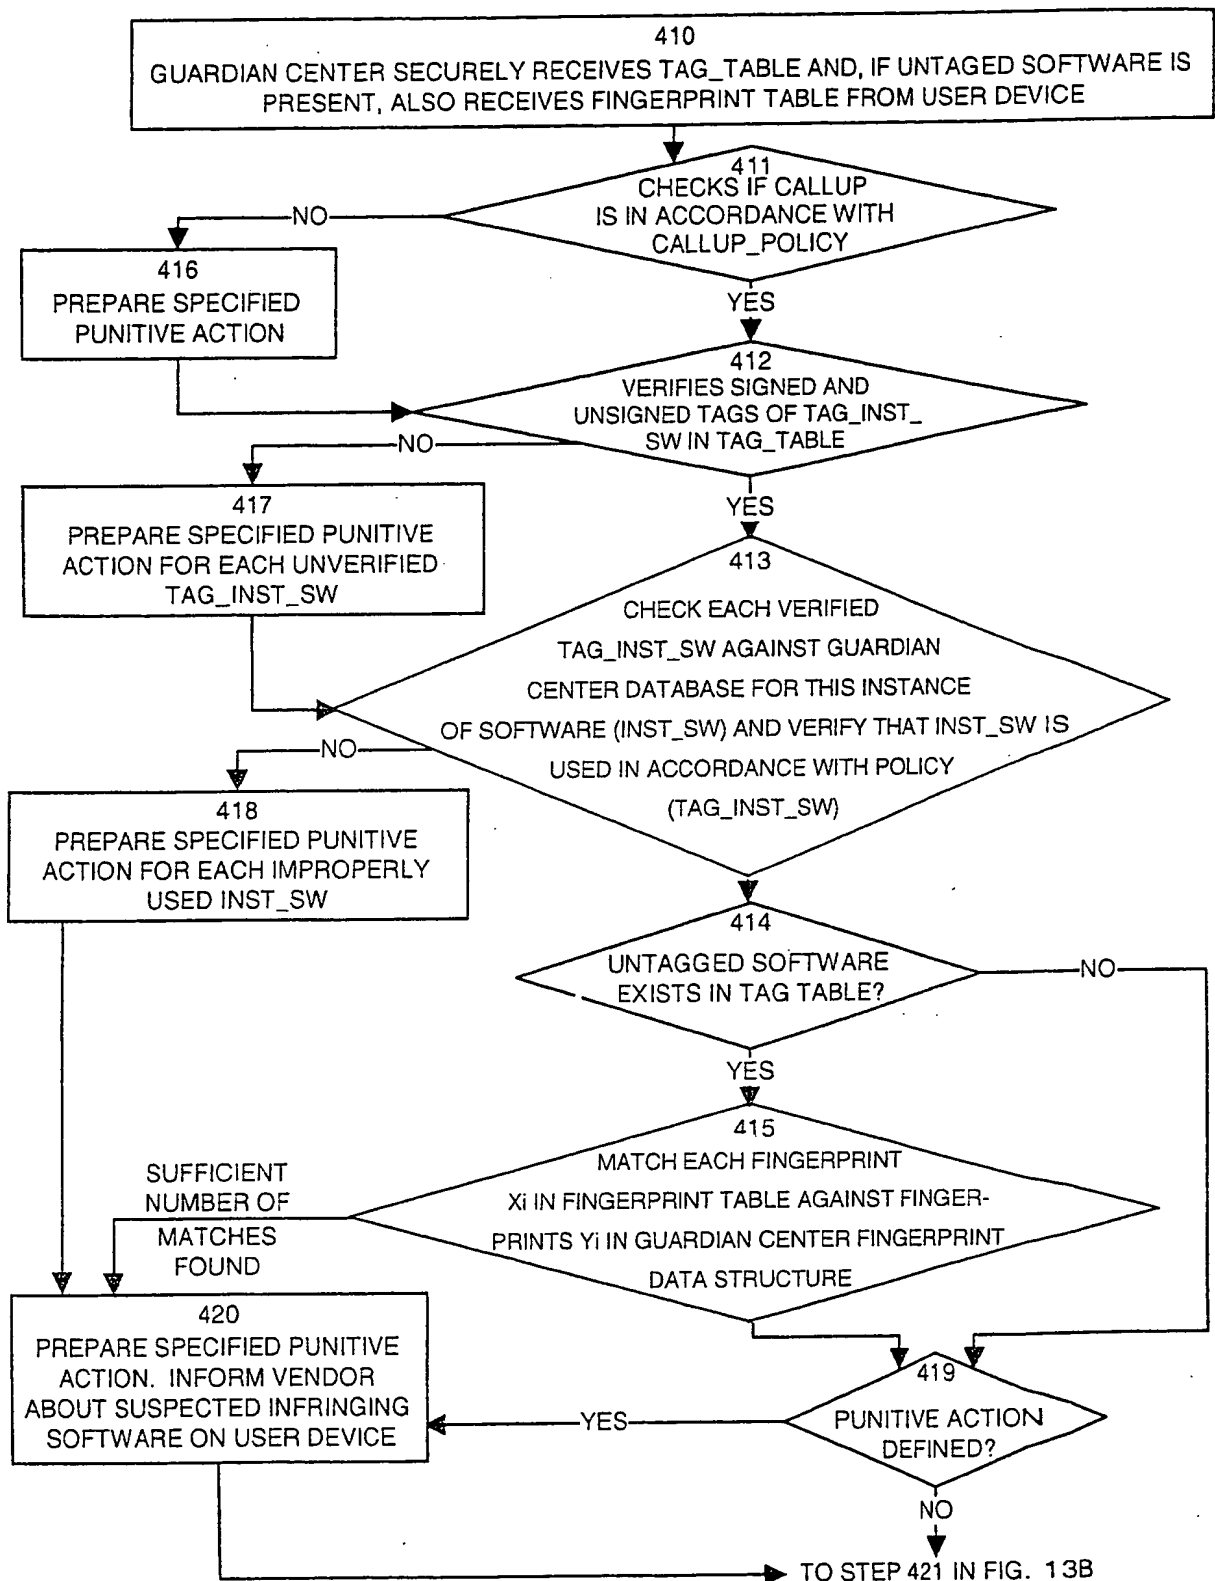 410
GUARDIAN CENTER SECURELY RECEIVES TAG_TABLE AND, IF UNTAGED SOFTWARE IS
PRESENT, ALSO RECEIVES FINGERPRINT TABLE FROM USER DEVICE
411
CHECKS IF CALLUP
IS IN ACCORDANCE WITH
CALLUP_POLICY
NO
416
PREPARE SPECIFIED
PUNITIVE ACTION
YES
412
VERIFIES SIGNED AND
UNSIGNED TAGS OF TAG_INST_
SW IN TAG_TABLE
NO
417
PREPARE SPECIFIED PUNITIVE
ACTION FOR EACH UNVERIFIED
TAG_INST_SW
YES
413
CHECK EACH VERIFIED
TAG_INST_SW AGAINST GUARDIAN
CENTER DATABASE FOR THIS INSTANCE
OF SOFTWARE (INST_SW) AND VERIFY THAT INST_SW IS
USED IN ACCORDANCE WITH POLICY
(TAG_INST_SW)
NO
418
PREPARE SPECIFIED PUNITIVE
ACTION FOR EACH IMPROPERLY
USED INST_SW
414
UNTAGGED SOFTWARE
EXISTS IN TAG TABLE?
NO
YES
415
MATCH EACH FINGERPRINT
Xi IN FINGERPRINT TABLE AGAINST FINGER-
PRINTS Yi IN GUARDIAN CENTER FINGERPRINT
DATA STRUCTURE
SUFFICIENT
NUMBER OF
MATCHES
FOUND
420
PREPARE SPECIFIED PUNITIVE
ACTION. INFORM VENDOR
ABOUT SUSPECTED INFRINGING
SOFTWARE ON USER DEVICE
419
PUNITIVE ACTION
DEFINED?
YES
NO
TO STEP 421 IN FIG. 13B